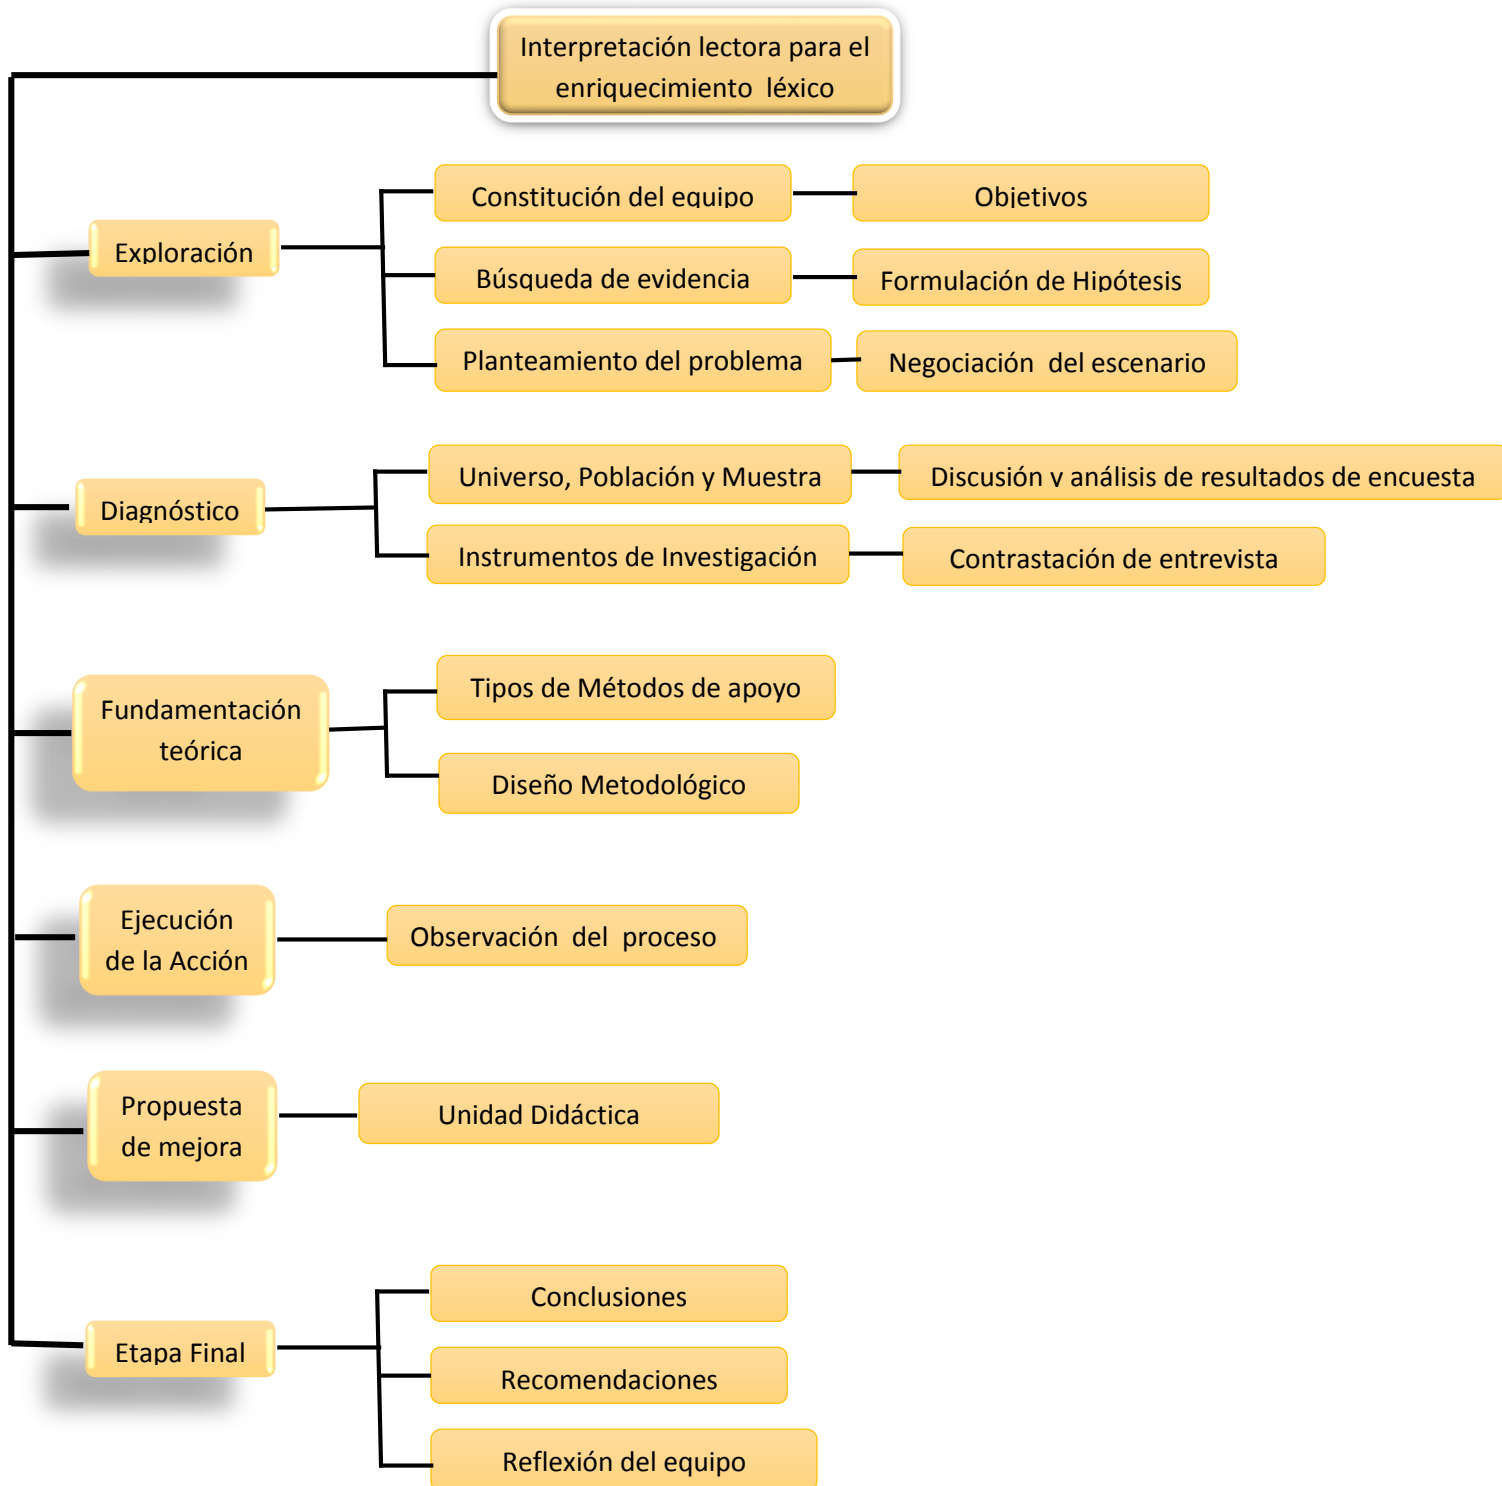 Interpretación lectora para el
enriquecimiento léxico
Exploración
Constitución del equipo
Objetivos
Búsqueda de evidencia
Formulación de Hipótesis
Planteamiento del problema
Negociación del escenario
Diagnóstico
Universo, Población y Muestra
Discusión y análisis de resultados de encuesta
Instrumentos de Investigación
Contrastación de entrevista
Fundamentación
teórica
Tipos de Métodos de apoyo
Diseño Metodológico
Ejecución
de la Acción
Observación del proceso
Propuesta
de mejora
Unidad Didáctica
Etapa Final
Conclusiones
Recomendaciones
Reflexión del equipo